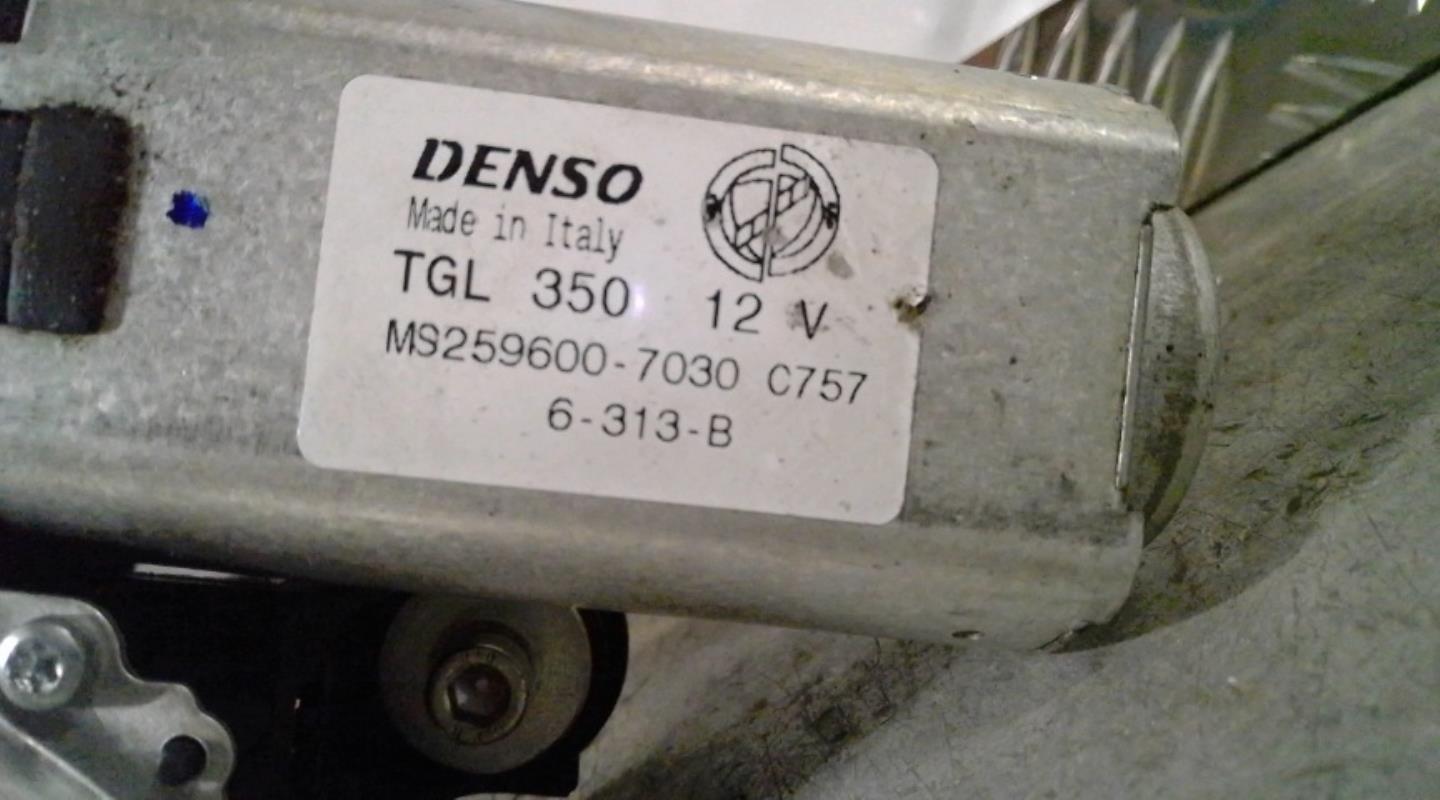 DENSO
Made in Italy
TGL 350 12 V
MS259600-7030 C757
6-313-B